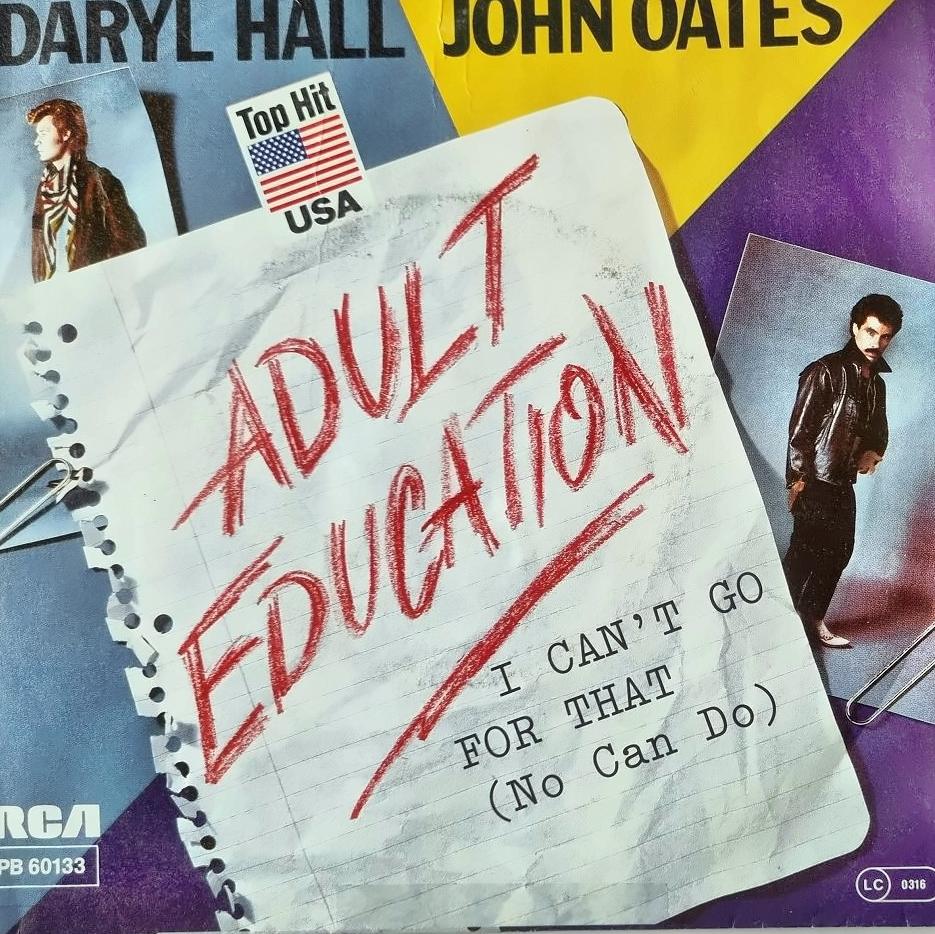 DARYL HALL JOHN OATES
Top Hit
USA
ADULT
EDUCATION
I CAN'T GO
FOR THAT
(No Can Do)
RCA
PB 60133
LC 0316